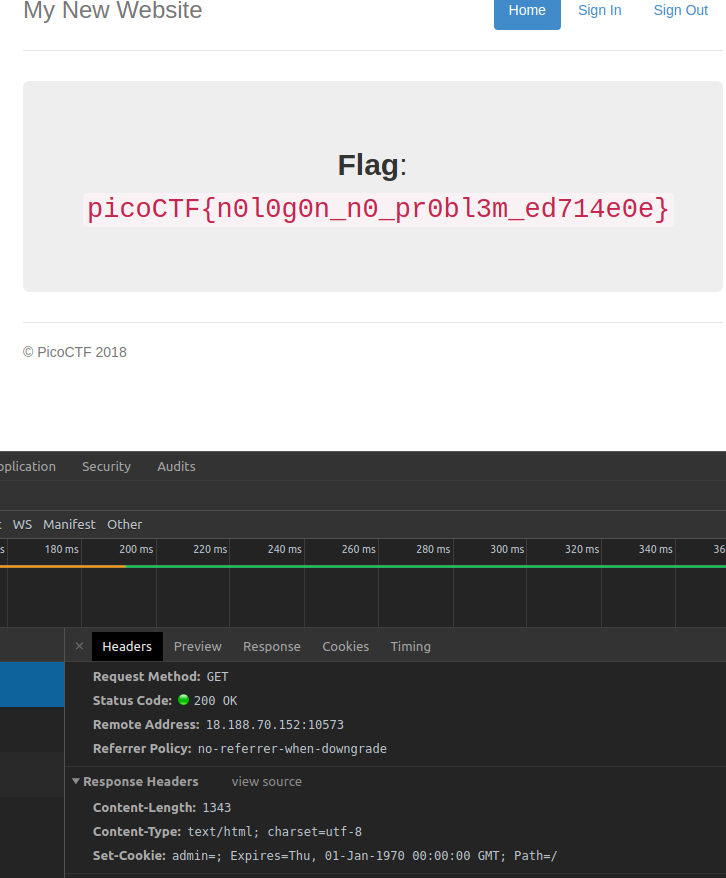 My New Website Home Sign In Sign Out
Flag:
picoCTF{n0l0g0n_n0_pr0bl3m_ed714e0e}
© PicoCTF 2018
Security Audits
WS Manifest Other
180 ms 200 ms 220 ms 240 ms 260 ms 280 ms 300 ms 320 ms 340 ms
× Headers Preview Response Cookies Timing
Request Method: GET
Status Code: 200 OK
Remote Address: 18.188.70.152:10573
Referrer Policy: no-referrer-when-downgrade
Response Headers view source
Content-Length: 1343
Content-Type: text/html; charset=utf-8
Set-Cookie: admin=; Expires=Thu, 01-Jan-1970 00:00:00 GMT; Path=/